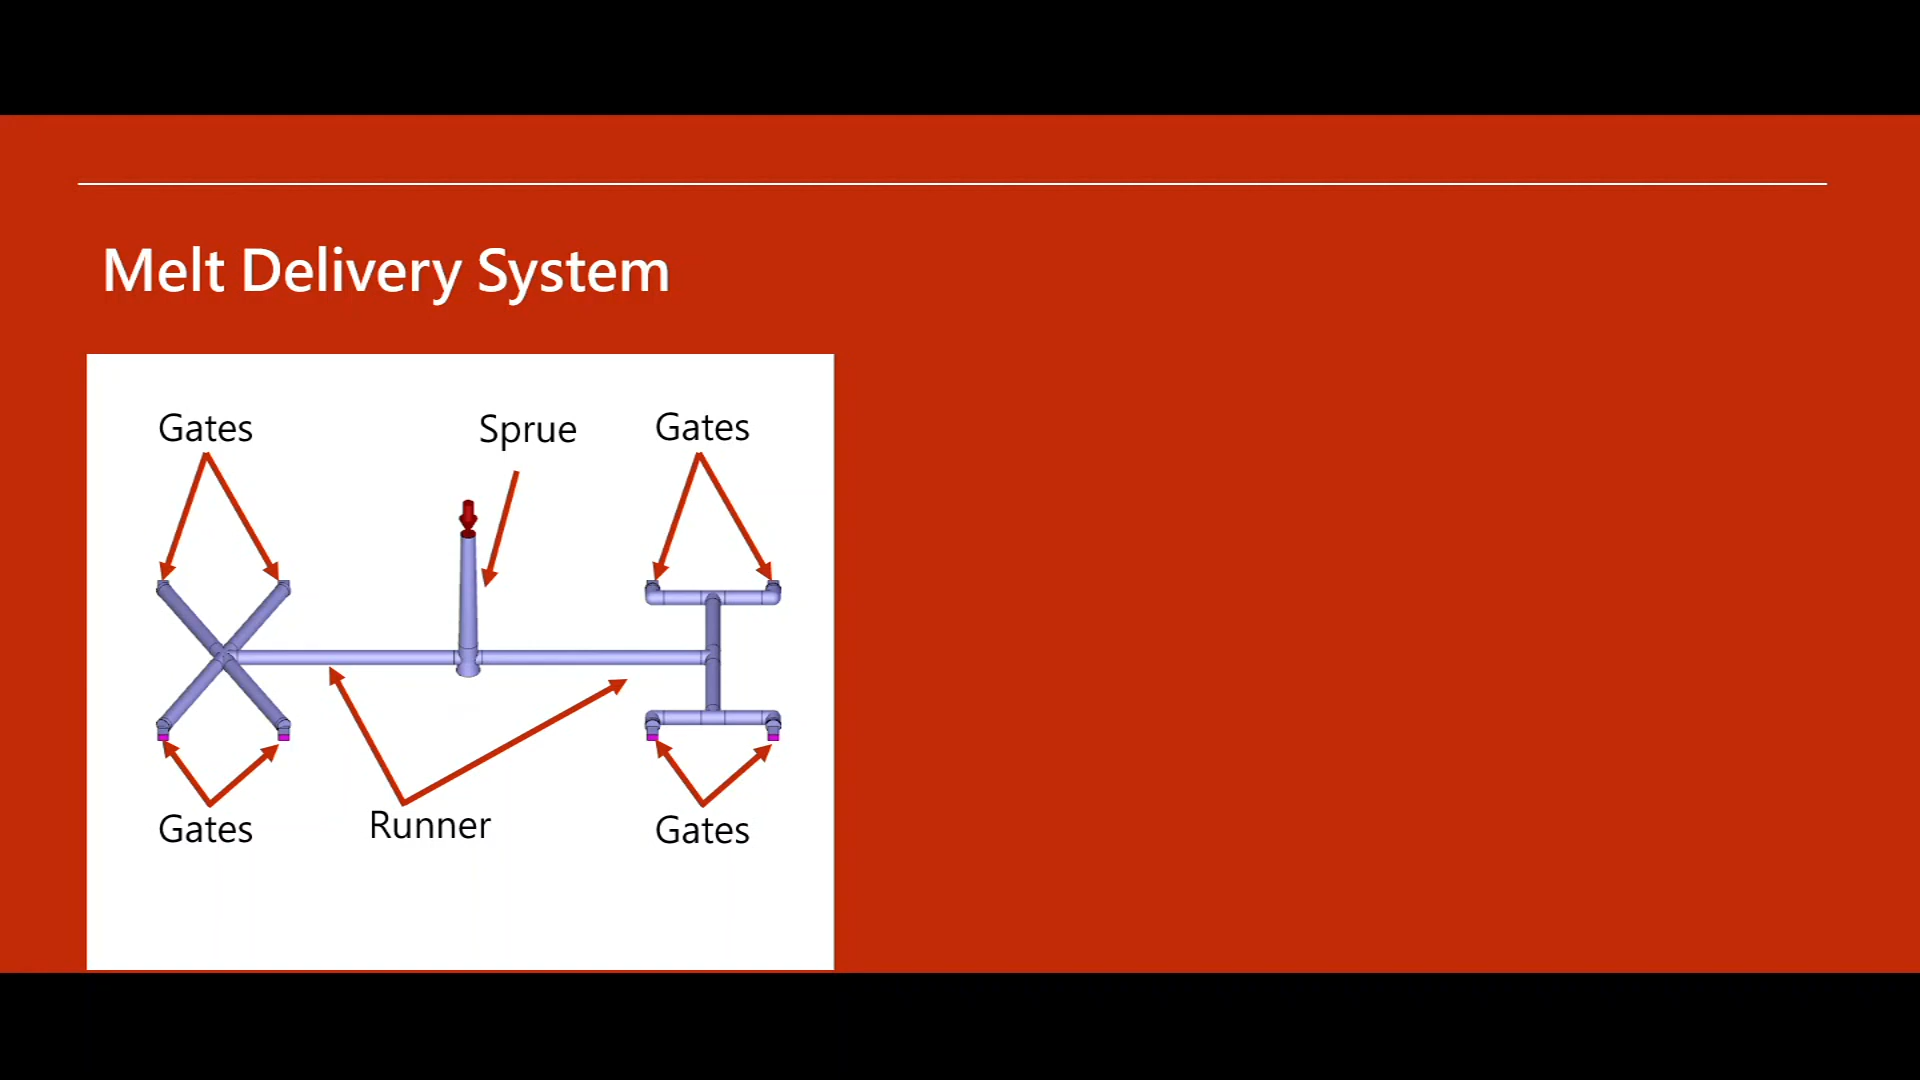 Melt Delivery System
Gates
Sprue
Gates
Gates
Runner
Gates